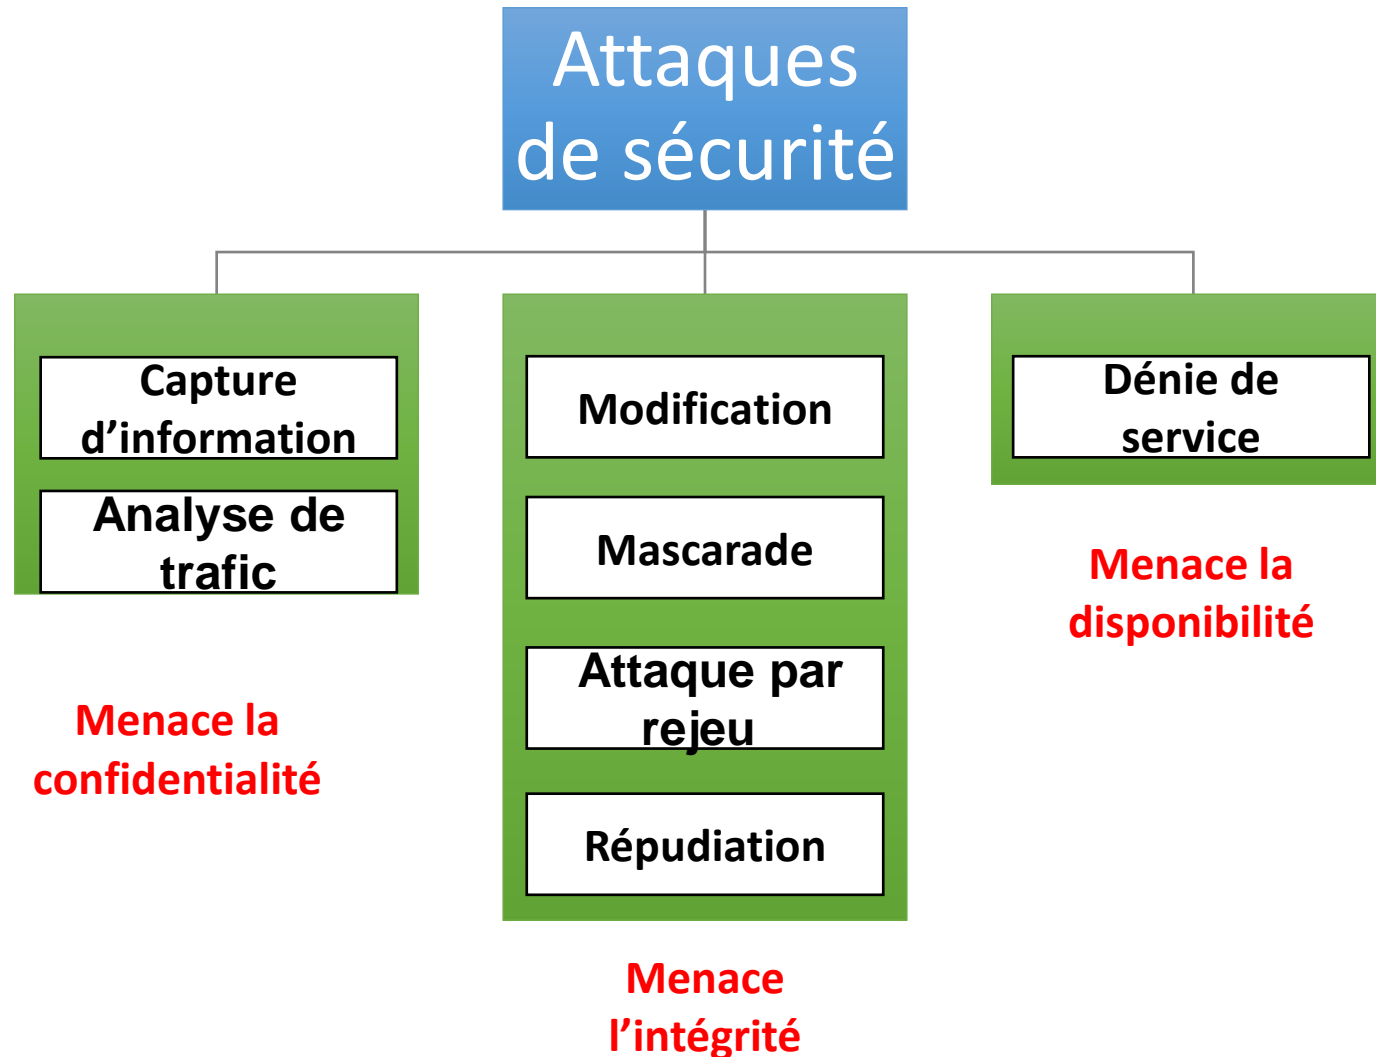 Attaques
de sécurité
Capture
d’information
Analyse de
trafic
Menace la
confidentialité
Modification
Mascarade
Attaque par
rejeu
Répudiation
Menace
l’intégrité
Dénie de
service
Menace la
disponibilité